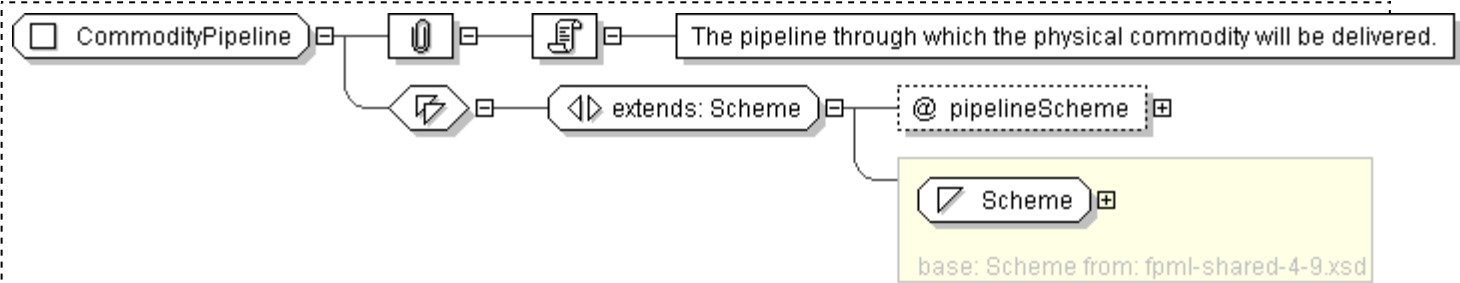 CommodityPipeline
The pipeline through which the physical commodity will be delivered.
extends: Scheme
@ pipelineScheme
Scheme
base: Scheme from: fpml-shared-4-9.xsd